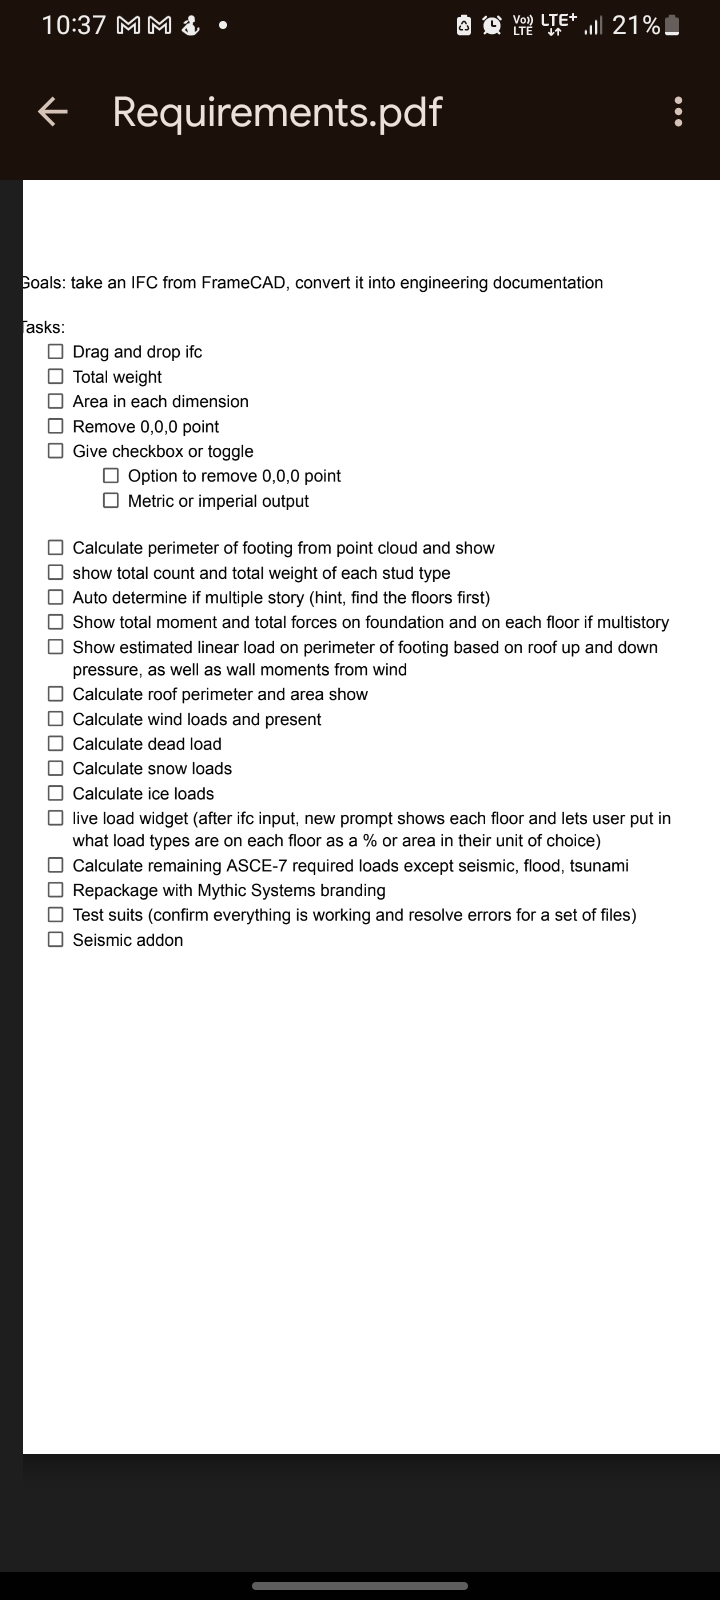 10:37
Vo)) LTE LTE+ 21%
Requirements.pdf
Goals: take an IFC from FrameCAD, convert it into engineering documentation
Tasks:
Drag and drop ifc
Total weight
Area in each dimension
Remove 0,0,0 point
Give checkbox or toggle
Option to remove 0,0,0 point
Metric or imperial output
Calculate perimeter of footing from point cloud and show
show total count and total weight of each stud type
Auto determine if multiple story (hint, find the floors first)
Show total moment and total forces on foundation and on each floor if multistory
Show estimated linear load on perimeter of footing based on roof up and down
pressure, as well as wall moments from wind
Calculate roof perimeter and area show
Calculate wind loads and present
Calculate dead load
Calculate snow loads
Calculate ice loads
live load widget (after ifc input, new prompt shows each floor and lets user put in
what load types are on each floor as a % or area in their unit of choice)
Calculate remaining ASCE-7 required loads except seismic, flood, tsunami
Repackage with Mythic Systems branding
Test suits (confirm everything is working and resolve errors for a set of files)
Seismic addon